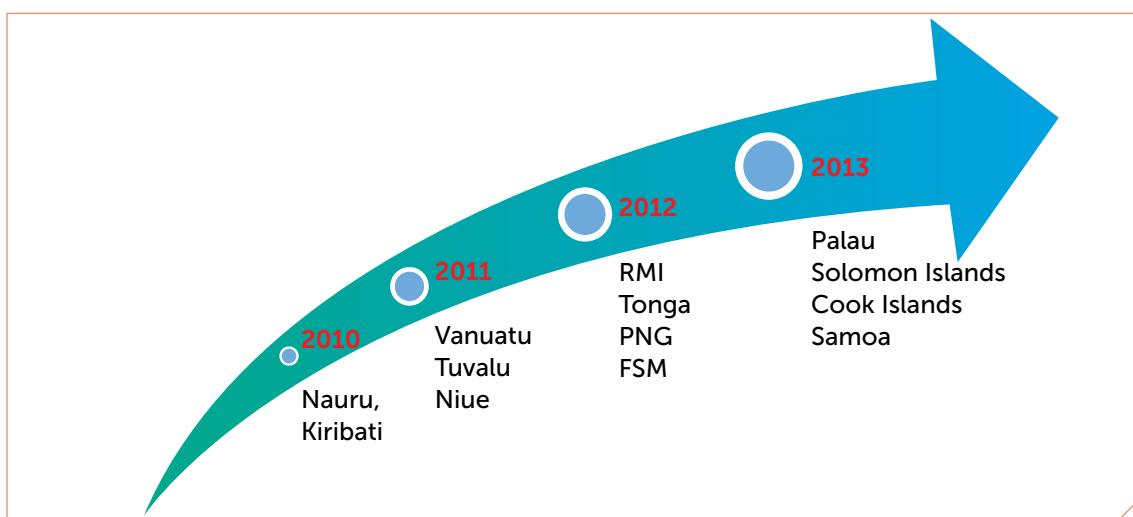 2010
Nauru,
Kiribati
2011
Vanuatu
Tuvalu
Niue
2012
RMI
Tonga
PNG
FSM
2013
Palau
Solomon Islands
Cook Islands
Samoa